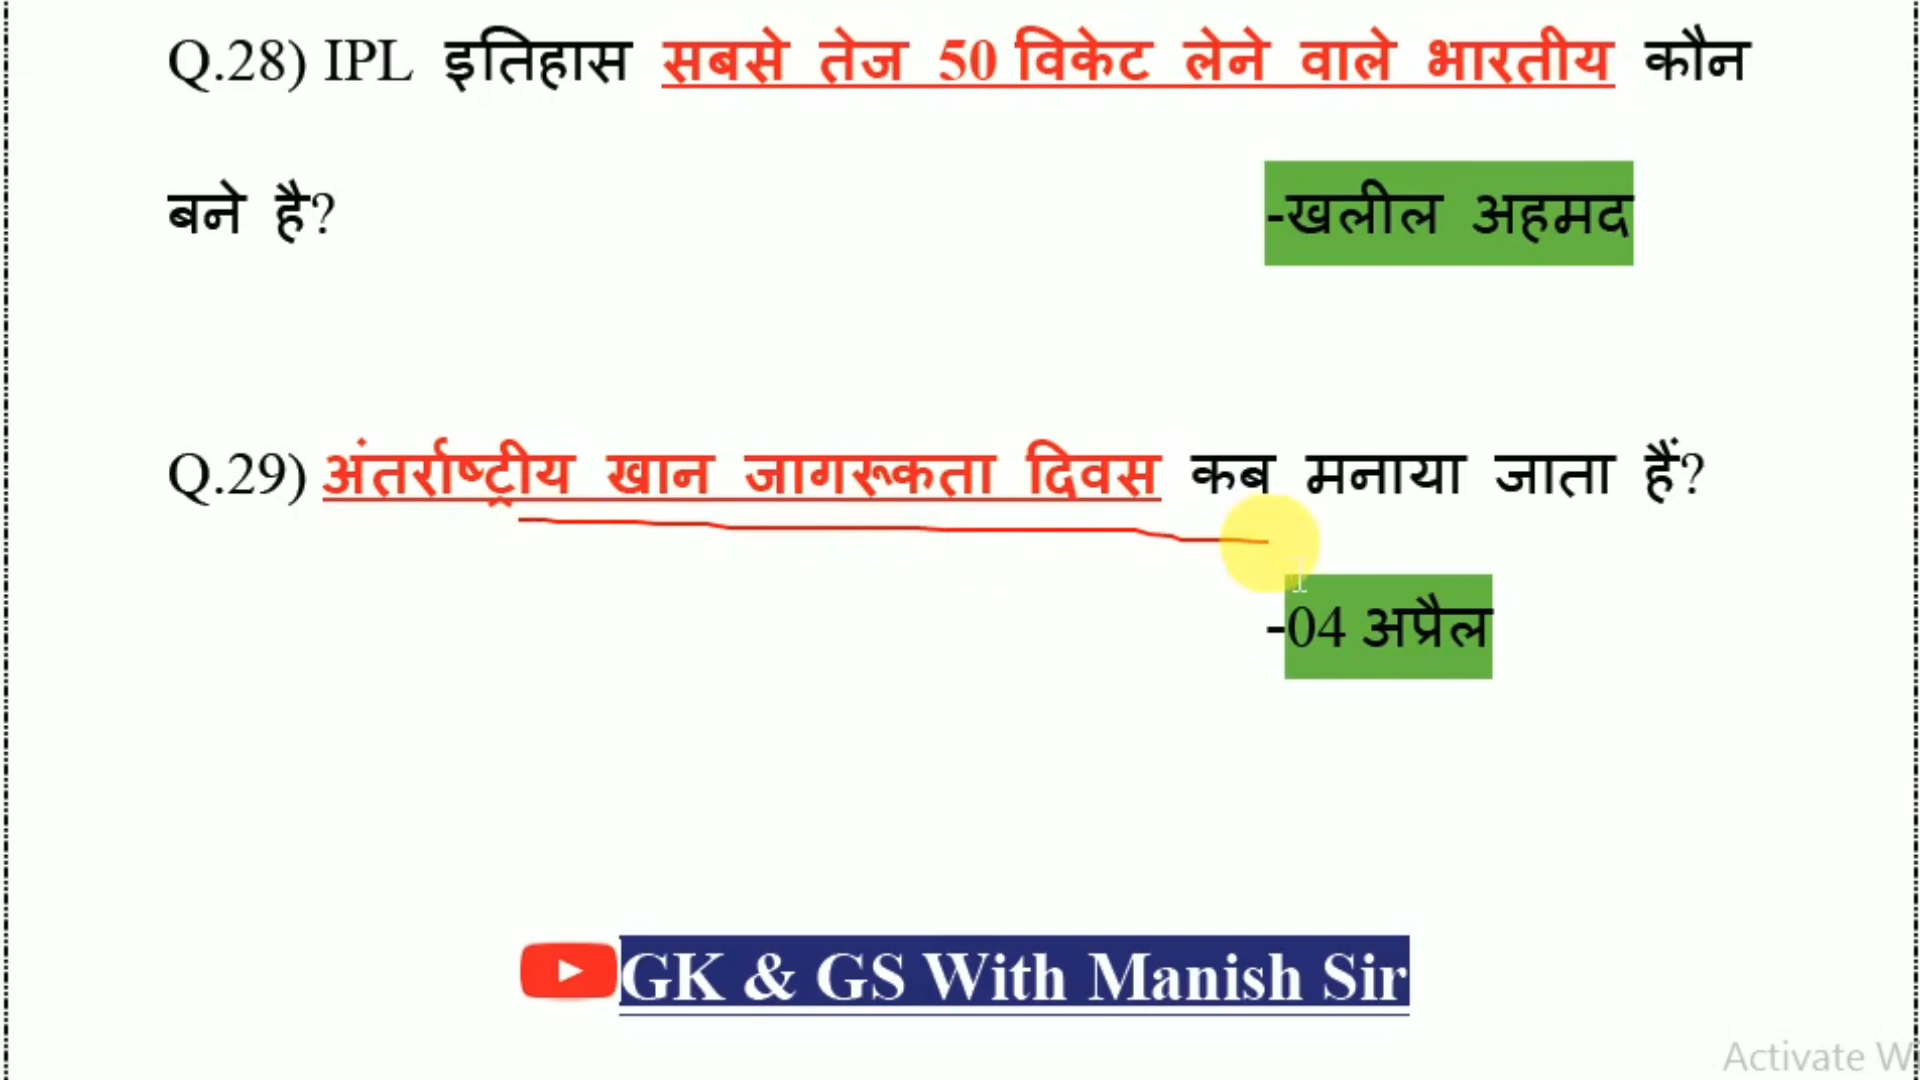 Q.28) IPL इतिहास सबसे तेज 50 विकेट लेने वाले भारतीय कौन
बने है?
-खलील अहमद
Q.29) अंतर्राष्ट्रीय खान जागरूकता दिवस कब मनाया जाता हैं?
-04 अप्रैल
GK & GS With Manish Sir
Activate W